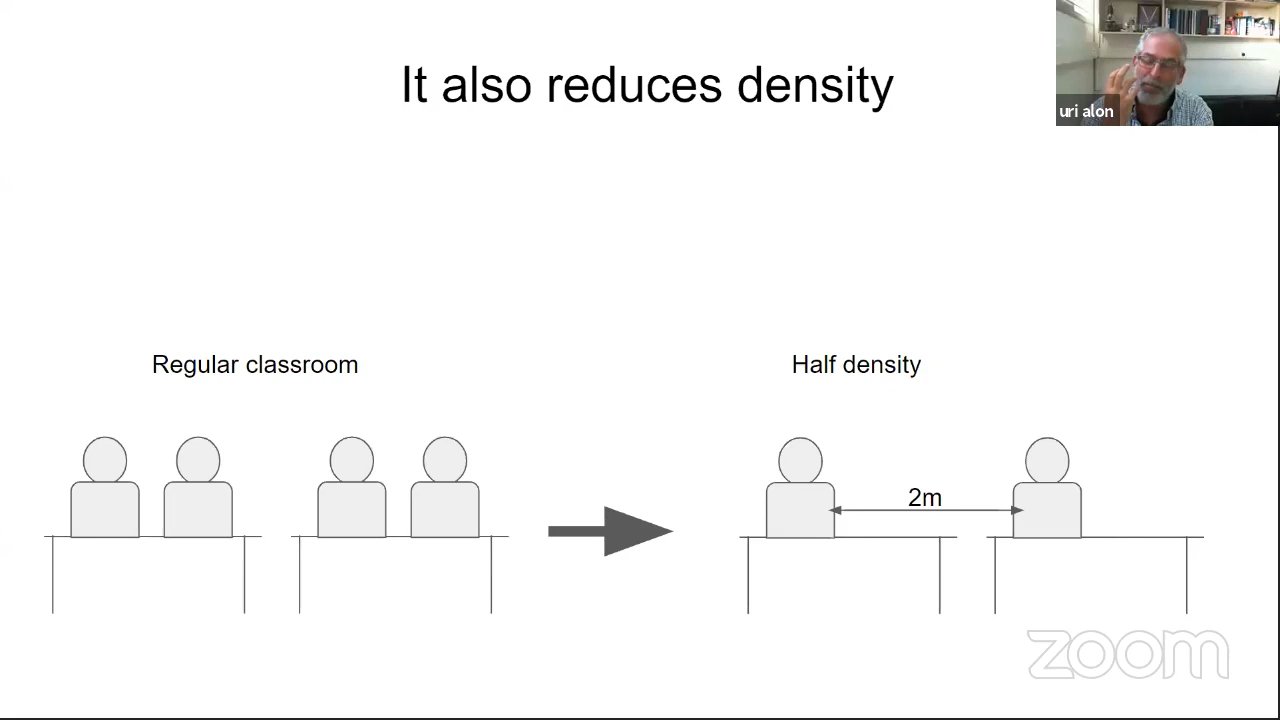 It also reduces density
uri alon
Regular classroom
Half density
2m
zoom